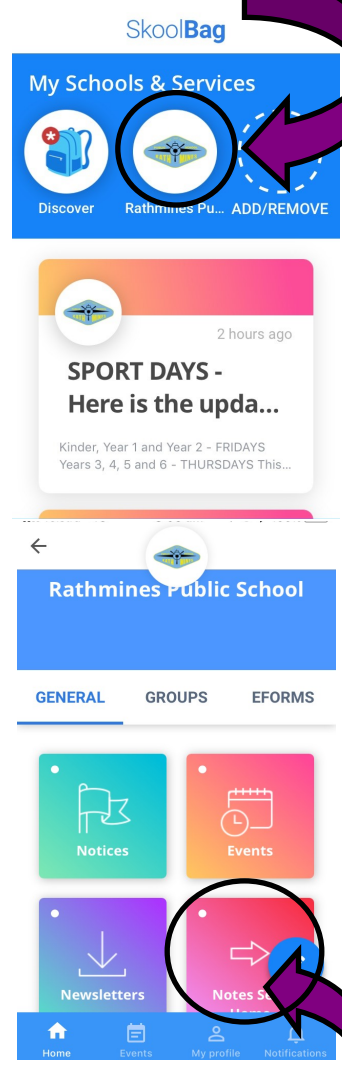 SkoolBag
My Schools & Services
Discover
Rathmines Pu...
ADD/REMOVE
2 hours ago
SPORT DAYS -
Here is the upda...
Kinder, Year 1 and Year 2 - FRIDAYS
Years 3, 4, 5 and 6 - THURSDAYS This...
Rathmines Public School
GENERAL
GROUPS
EFORMS
Notices
Events
Newsletters
Notes
Home
Events
My profile
Notifications